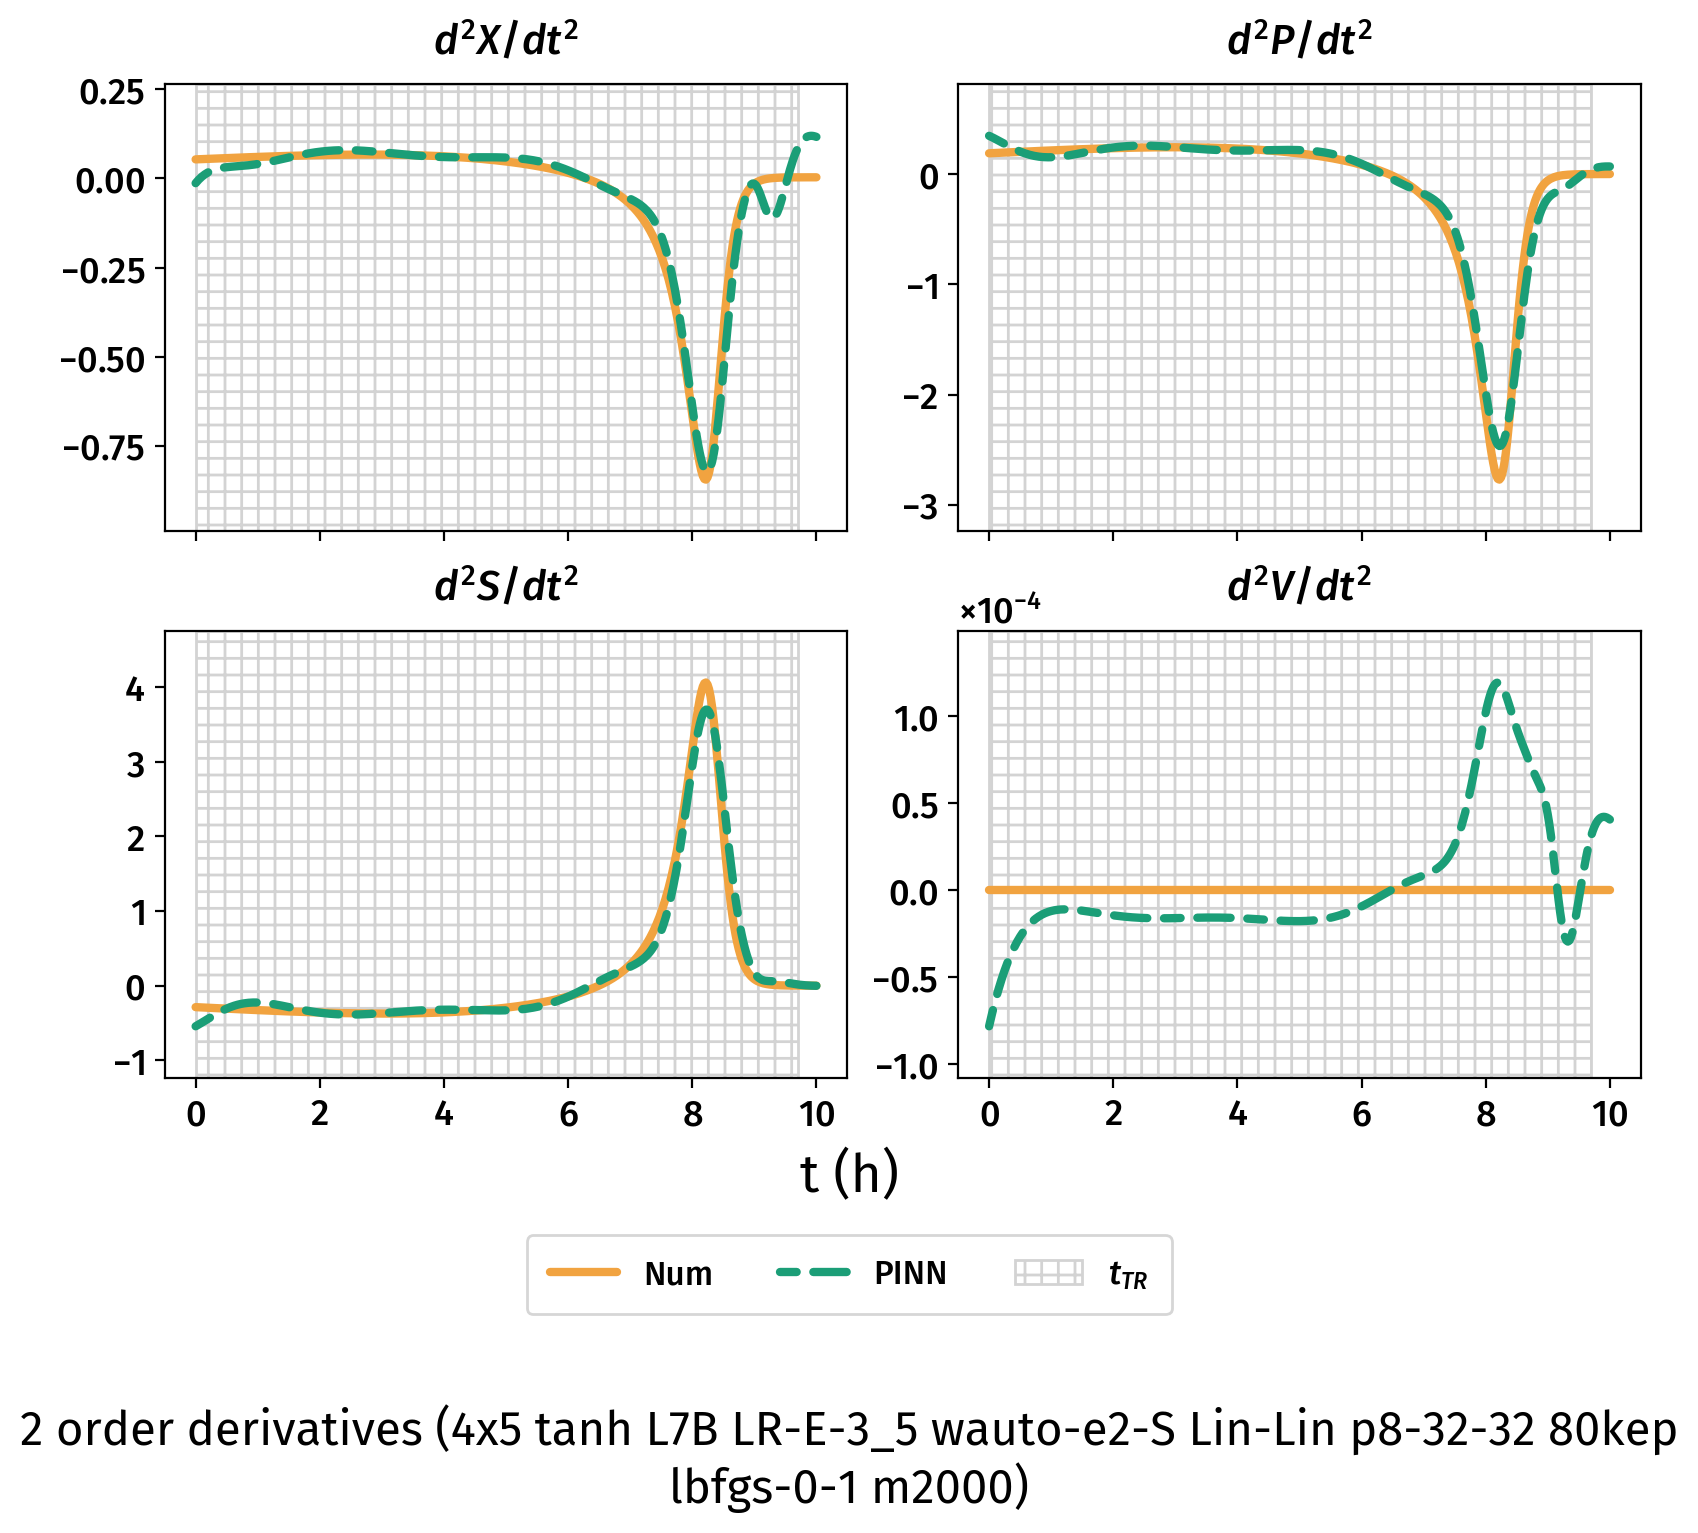 d²X/dt²
d²P/dt²
0.25
0.00
−0.25
−0.50
−0.75
0
−1
−2
−3
d²S/dt²
d²V/dt²
×10⁻⁴
4
3
2
1
0
−1
1.0
0.5
0.0
−0.5
−1.0
0 2 4 6 8 10
0 2 4 6 8 10
t (h)
Num PINN t_TR
2 order derivatives (4x5 tanh L7B LR-E-3_5 wauto-e2-S Lin-Lin p8-32-32 80kep
lbfgs-0-1 m2000)